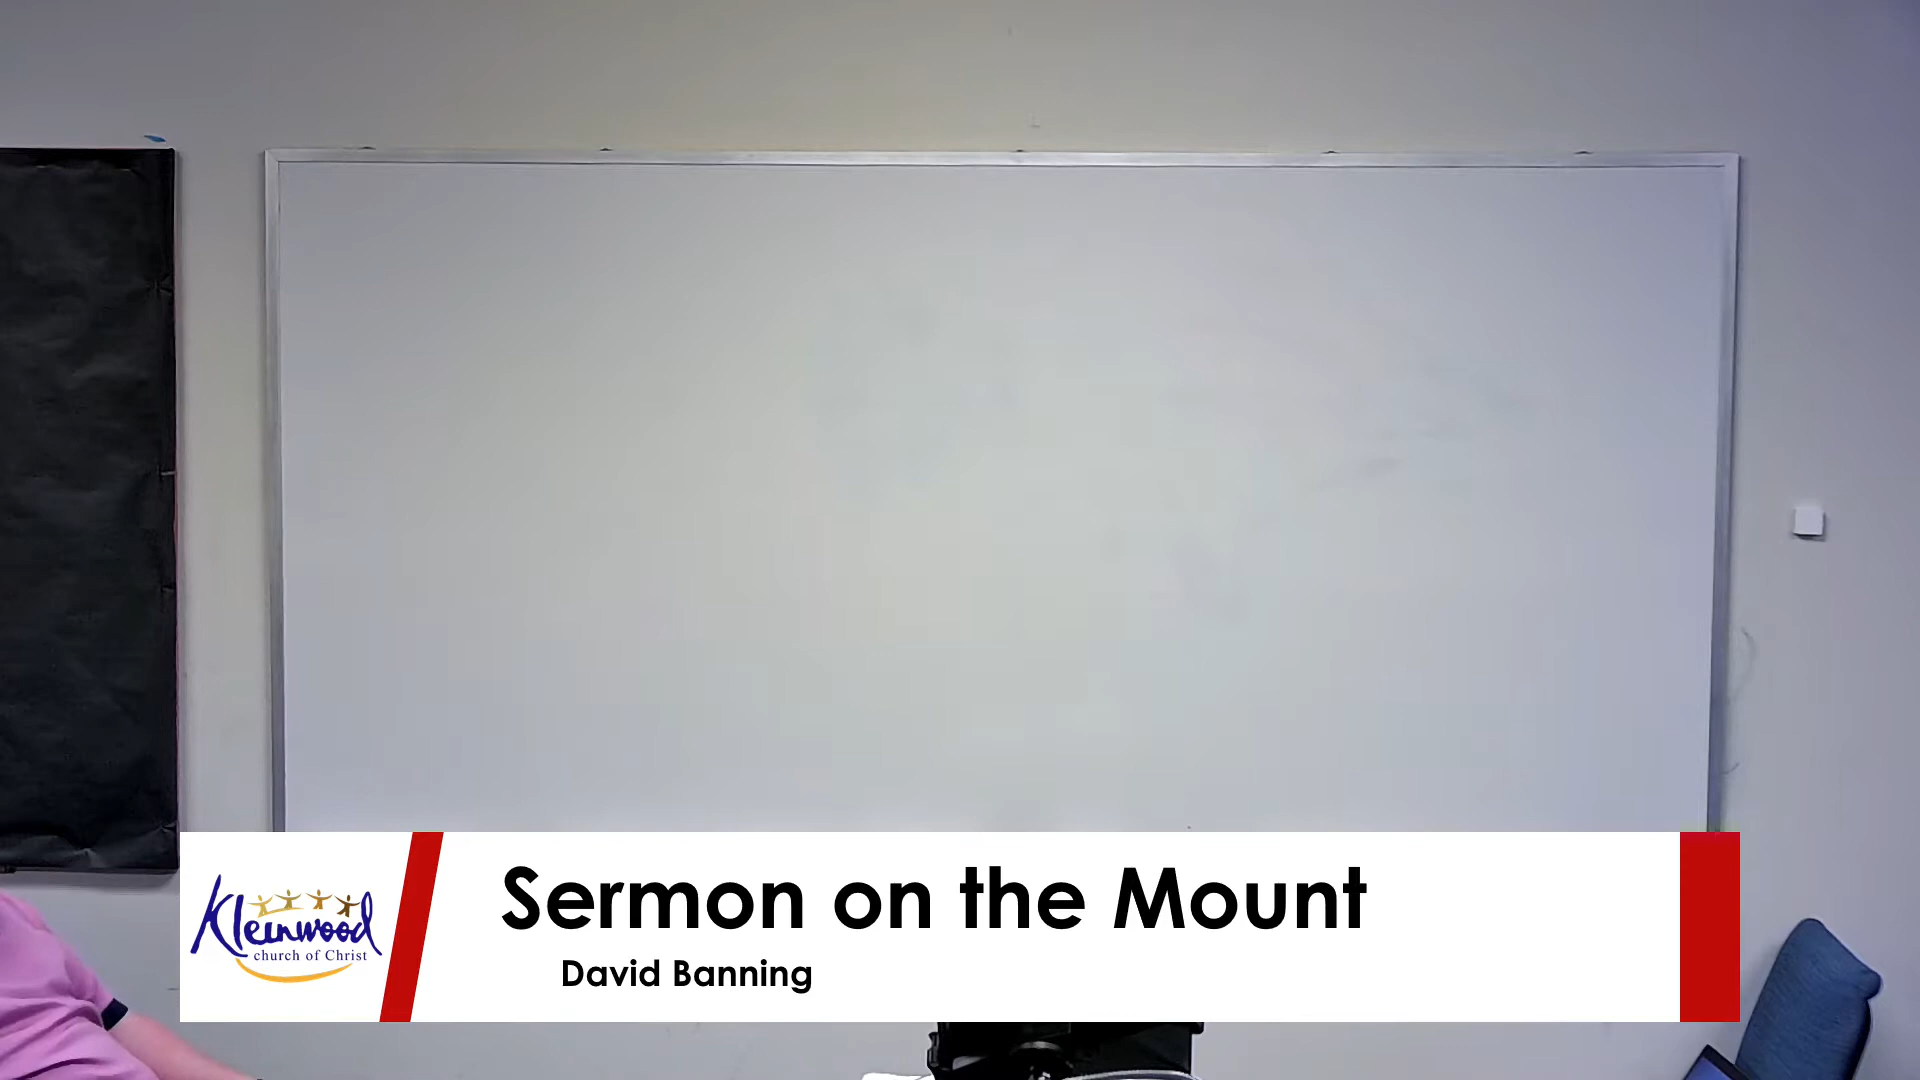 Sermon on the Mount
David Banning
Kleinwood
church of Christ